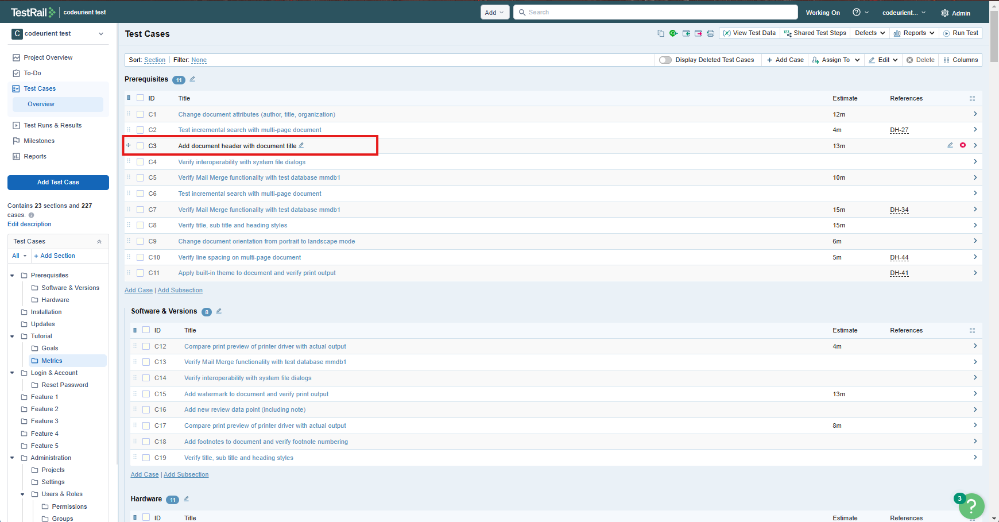 TestRail codeurient test
Add Search Working On codeurient... Admin
C codeurient test
Project Overview
To-Do
Test Cases
Overview
Test Runs & Results
Milestones
Reports
Add Test Case
Contains 23 sections and 227
cases.
Edit description
Test Cases
All + Add Section
Prerequisites
Software & Versions
Hardware
Installation
Updates
Tutorial
Goals
Metrics
Login & Account
Reset Password
Feature 1
Feature 2
Feature 3
Feature 4
Feature 5
Administration
Projects
Settings
Users & Roles
Permissions
Groups
Test Cases
(x) View Test Data 123 Shared Test Steps Defects Reports Run Test
Sort: Section Filter: None Display Deleted Test Cases + Add Case Assign To Edit Delete Columns
Prerequisites 11
ID Title Estimate References
C1 Change document attributes (author, title, organization) 12m
C2 Test incremental search with multi-page document 4m DH-27
C3 Add document header with document title 13m
C4 Verify interoperability with system file dialogs
C5 Verify Mail Merge functionality with test database mmdb1 10m
C6 Test incremental search with multi-page document
C7 Verify Mail Merge functionality with test database mmdb1 15m DH-34
C8 Verify title, sub title and heading styles 15m
C9 Change document orientation from portrait to landscape mode 6m
C10 Verify line spacing on multi-page document 5m DH-44
C11 Apply built-in theme to document and verify print output DH-41
Add Case | Add Subsection
Software & Versions 8
ID Title Estimate References
C12 Compare print preview of printer driver with actual output 4m
C13 Verify Mail Merge functionality with test database mmdb1
C14 Verify interoperability with system file dialogs
C15 Add watermark to document and verify print output 13m
C16 Add new review data point (including note)
C17 Compare print preview of printer driver with actual output 8m
C18 Add footnotes to document and verify footnote numbering
C19 Verify title, sub title and heading styles
Add Case | Add Subsection
Hardware 11
ID Title Estimate References
3
?